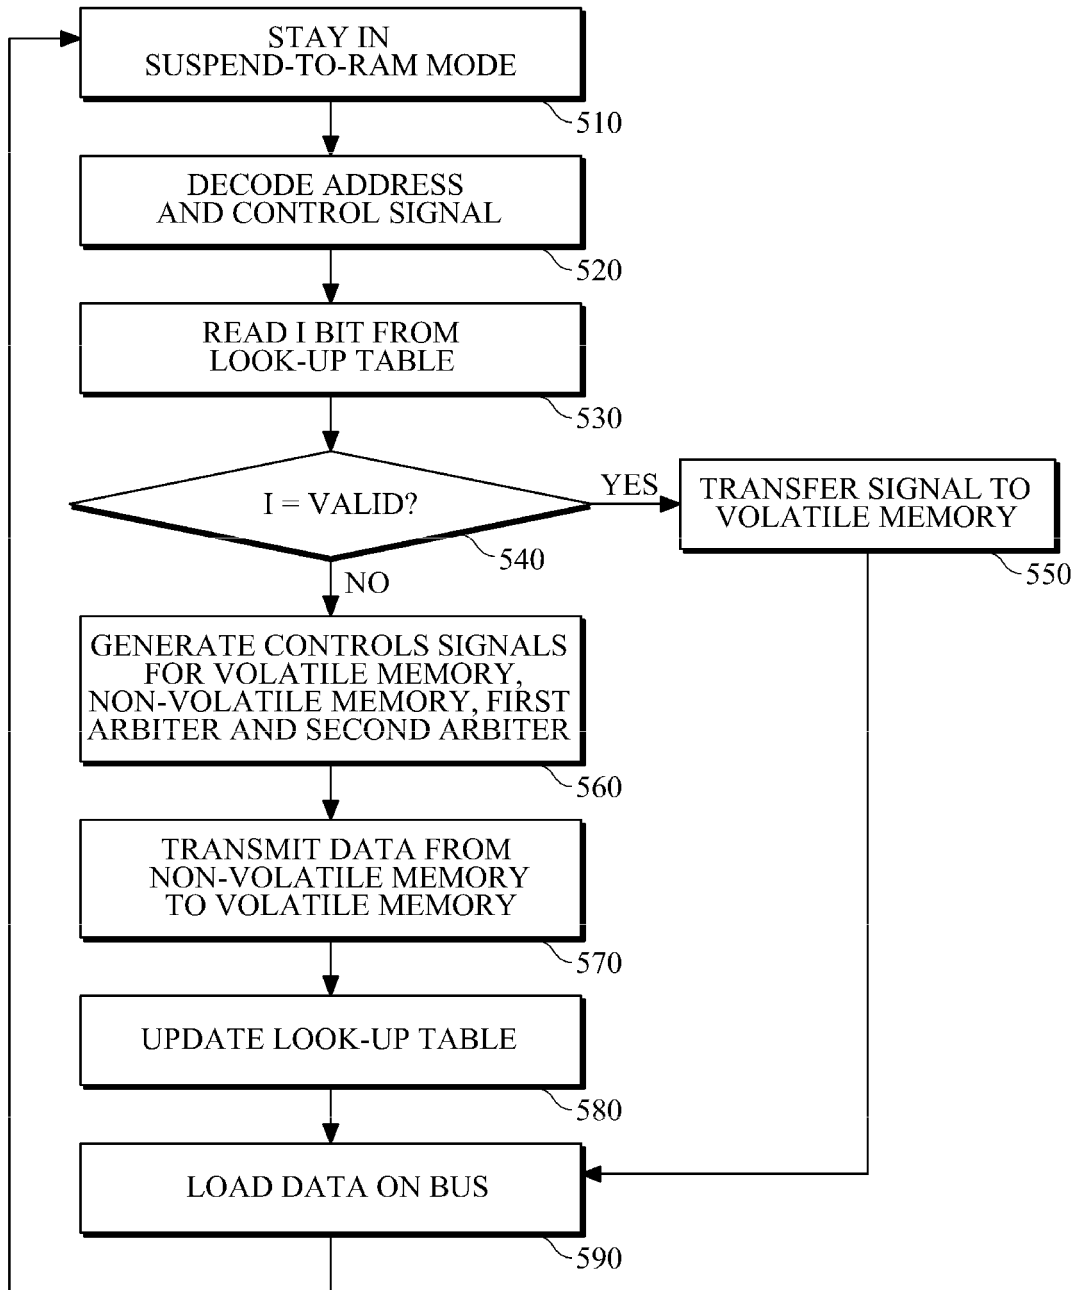 STAY IN
SUSPEND-TO-RAM MODE
510
DECODE ADDRESS
AND CONTROL SIGNAL
520
READ I BIT FROM
LOOK-UP TABLE
530
I = VALID?
540
YES
TRANSFER SIGNAL TO
VOLATILE MEMORY
550
NO
GENERATE CONTROLS SIGNALS
FOR VOLATILE MEMORY,
NON-VOLATILE MEMORY, FIRST
ARBITER AND SECOND ARBITER
560
TRANSMIT DATA FROM
NON-VOLATILE MEMORY
TO VOLATILE MEMORY
570
UPDATE LOOK-UP TABLE
580
LOAD DATA ON BUS
590